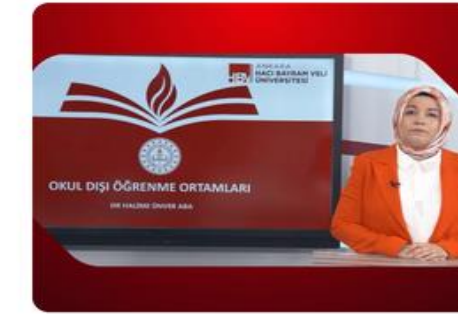 ANKARA
HACI BAYRAM VELİ
ÜNİVERSİTESİ
OKUL DIŞI ÖĞRENME ORTAMLARI